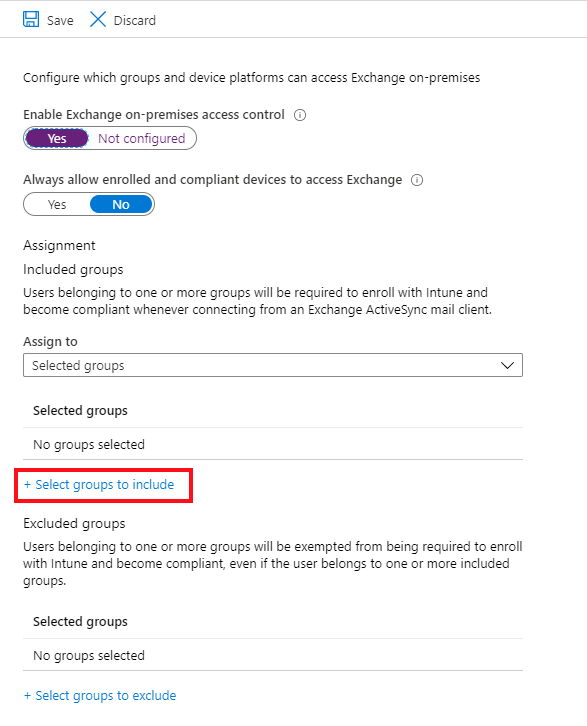 Save Discard
Configure which groups and device platforms can access Exchange on-premises
Enable Exchange on-premises access control
Yes Not configured
Always allow enrolled and compliant devices to access Exchange
Yes No
Assignment
Included groups
Users belonging to one or more groups will be required to enroll with Intune and
become compliant whenever connecting from an Exchange ActiveSync mail client.
Assign to
Selected groups
Selected groups
No groups selected
+ Select groups to include
Excluded groups
Users belonging to one or more groups will be exempted from being required to enroll
with Intune and become compliant, even if the user belongs to one or more included
groups.
Selected groups
No groups selected
+ Select groups to exclude